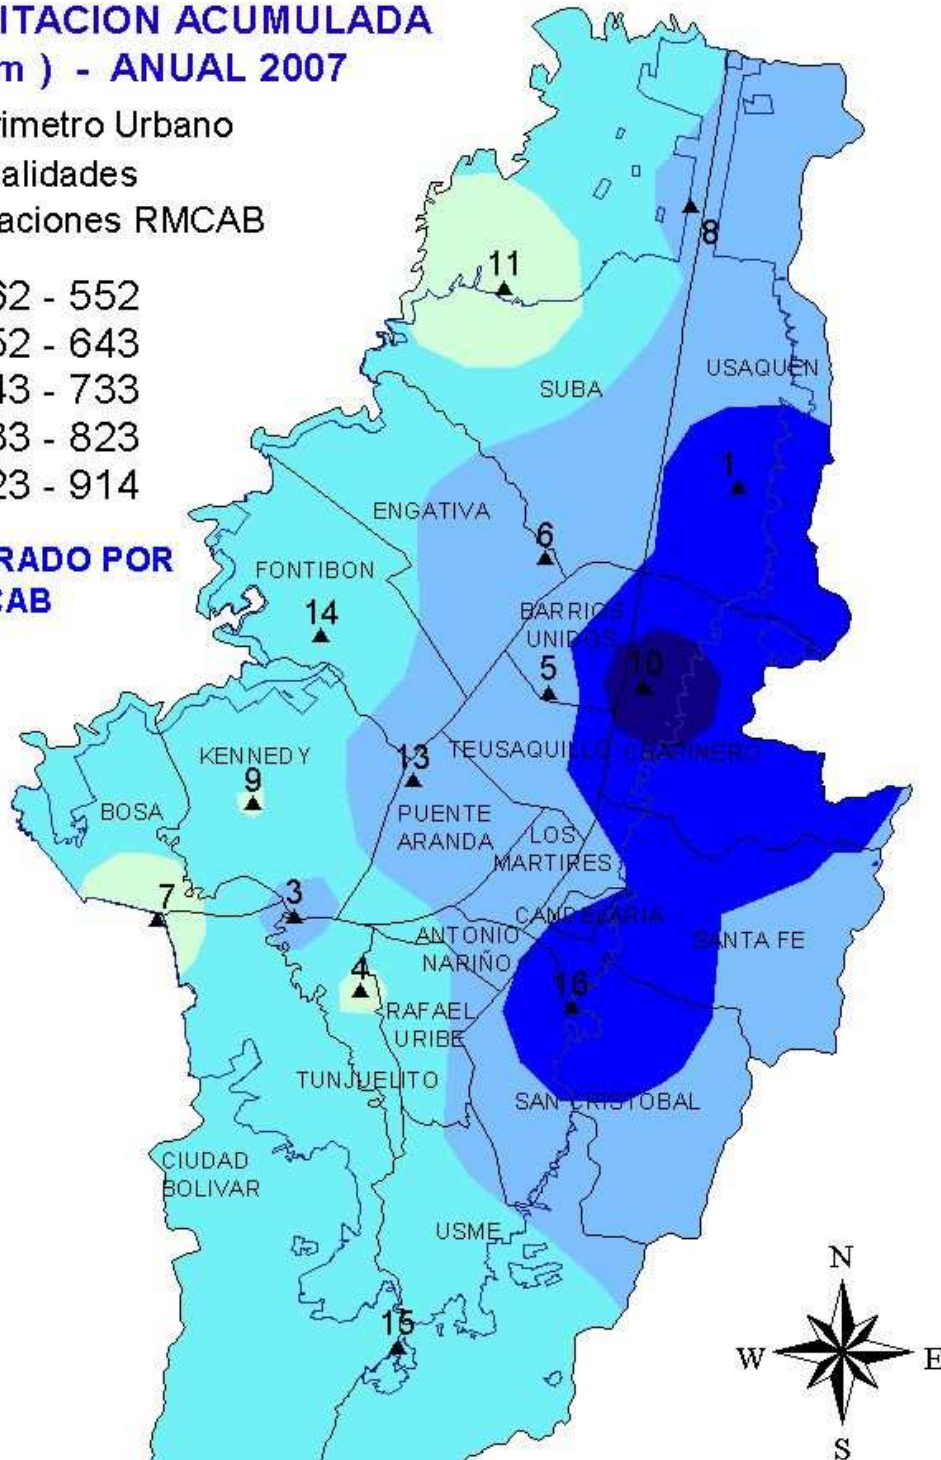 ITACION ACUMULADA
m ) - ANUAL 2007
rimetro Urbano
alidades
aciones RMCAB
62 - 552
52 - 643
43 - 733
33 - 823
23 - 914
RADO POR
CAB
8
11
USAQUEN
SUBA
1
ENGATIVA
6
FONTIBON
14
BARRIOS
UNIDOS
5
10
KENNEDY
TEUSAQUILLO
CHAPINERO
13
9
BOSA
PUENTE
ARANDA
LOS
MARTIRES
7
3
CANDELARIA
ANTONIO
NARIÑO
SANTA FE
4
16
RAFAEL
URIBE
TUNJUELITO
SAN CRISTOBAL
CIUDAD
BOLIVAR
USME
15
N
W
E
S